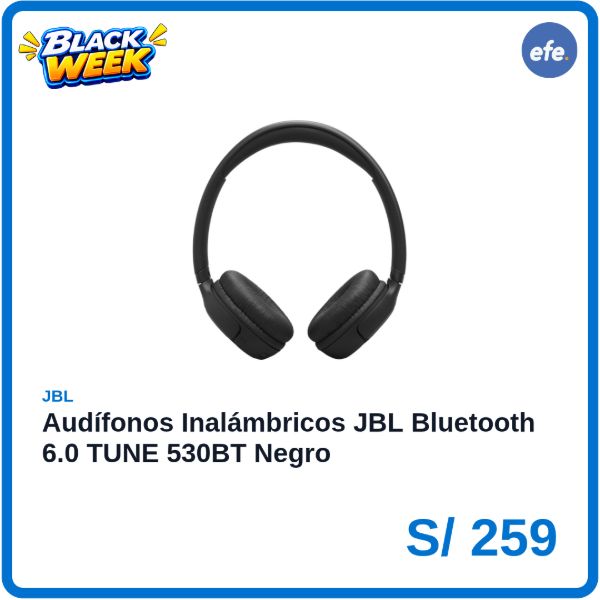 BLACK
WEEK
efe.
JBL
Audífonos Inalámbricos JBL Bluetooth
6.0 TUNE 530BT Negro
S/ 259